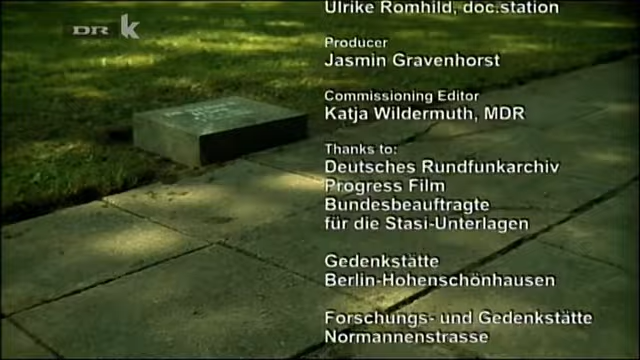 DR k
Ulrike Romhild, doc.station
Producer
Jasmin Gravenhorst
Commissioning Editor
Katja Wildermuth, MDR
Thanks to:
Deutsches Rundfunkarchiv
Progress Film
Bundesbeauftragte
für die Stasi-Unterlagen
Gedenkstätte
Berlin-Hohenschönhausen
Forschungs- und Gedenkstätte
Normannenstrasse